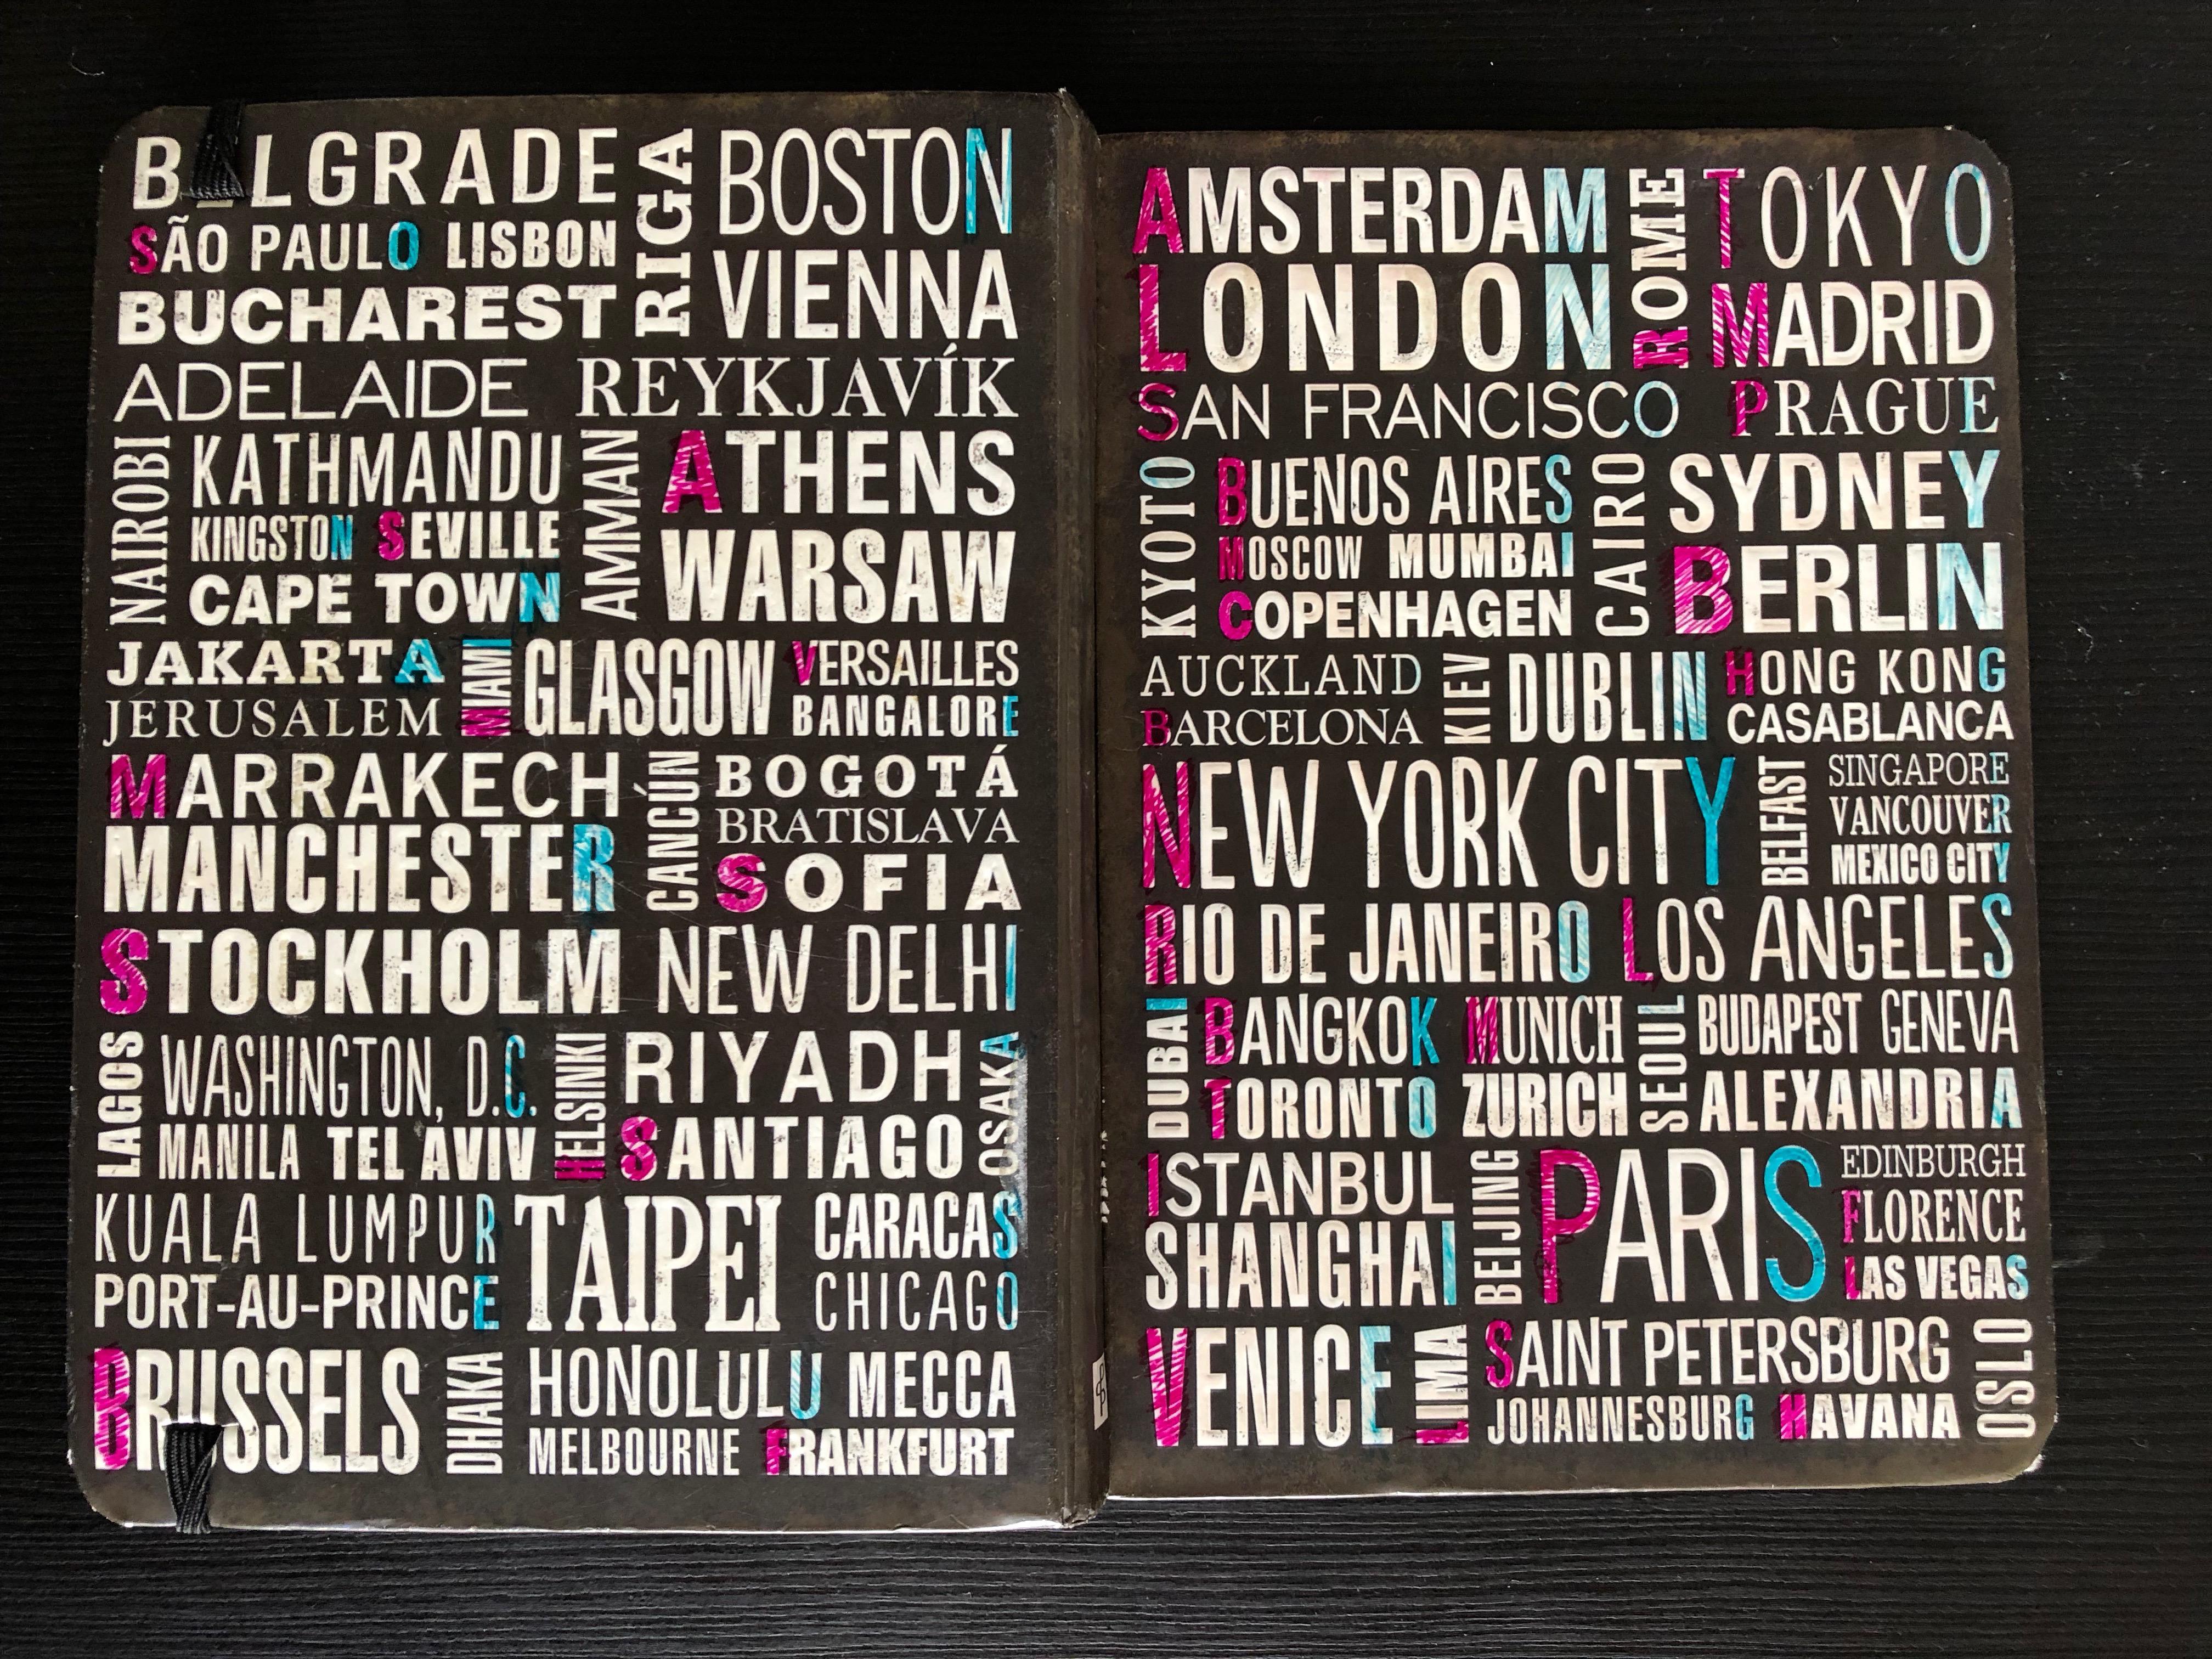 BELGRADE
RIGA
BOSTON
SÃO PAULO LISBON
VIENNA
BUCHAREST
ADELAIDE REYKJAVÍK
NAIROBI
KATHMANDU
AMMAN
ATHENS
KINGSTON SEVILLE
WARSAW
CAPE TOWN
JAKARTA
MIAMI
GLASGOW
VERSAILLES
JERUSALEM
BANGALORE
MARRAKECH
CANCÚN
BOGOTÁ
BRATISLAVA
MANCHESTER
SOFIA
STOCKHOLM NEW DELHI
LAGOS
WASHINGTON, D.C.
HELSINKI
RIYADH
OSAKA
MANILA TEL AVIV
SANTIAGO
KUALA LUMPUR
TAIPEI
CARACAS
PORT-AU-PRINCE
CHICAGO
BRUSSELS
DHAKA
HONOLULU MECCA
MELBOURNE FRANKFURT
AMSTERDAM
ROME
TOKYO
LONDON
MADRID
SAN FRANCISCO PRAGUE
KYOTO
BUENOS AIRES
CAIRO
SYDNEY
MOSCOW MUMBAI
BERLIN
COPENHAGEN
AUCKLAND
KIEV
DUBLIN
HONG KONG
BARCELONA
CASABLANCA
NEW YORK CITY
BELFAST
SINGAPORE
VANCOUVER
MEXICO CITY
RIO DE JANEIRO LOS ANGELES
DUBAI
BANGKOK MUNICH
SEOUL
BUDAPEST GENEVA
TORONTO ZURICH
ALEXANDRIA
ISTANBUL
BEIJING
PARIS
EDINBURGH
FLORENCE
SHANGHAI
LAS VEGAS
VENICE
LIMA
SAINT PETERSBURG
OSLO
JOHANNESBURG HAVANA